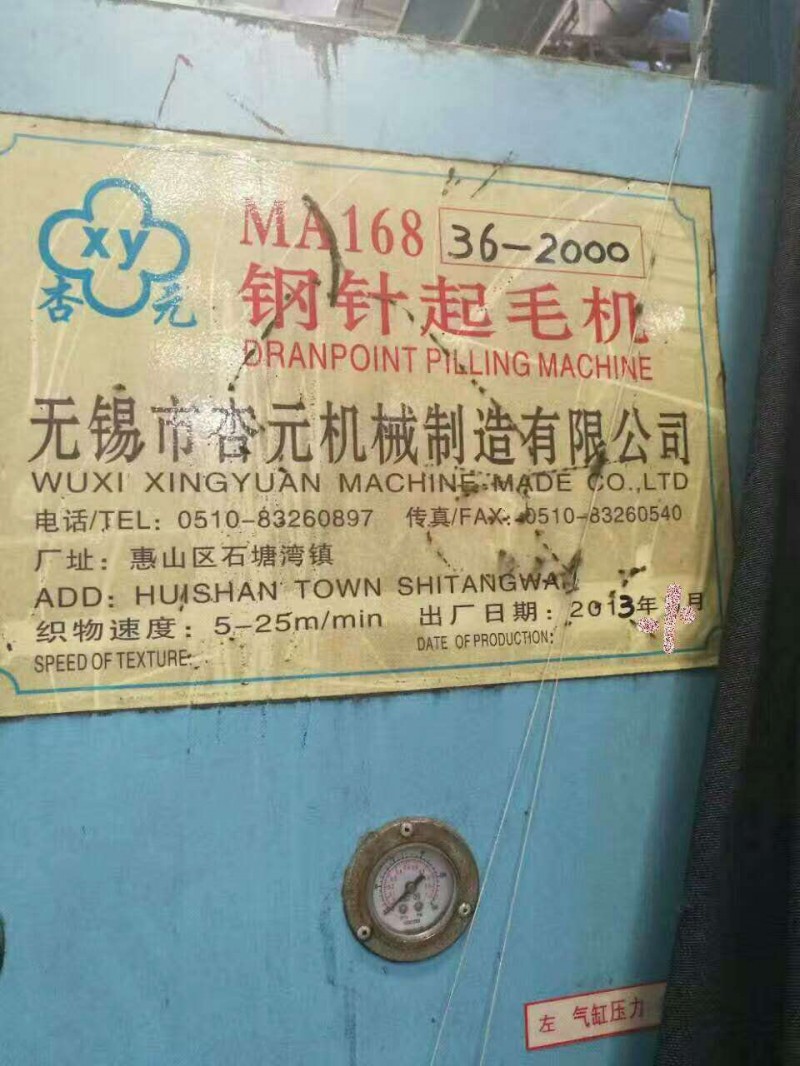 xy
杏元
MA168 36-2000
钢针起毛机
DRANPOINT PILLING MACHINE
无锡市杏元机械制造有限公司
WUXI XINGYUAN MACHINE MADE CO.,LTD
电话/TEL: 0510-83260897 传真/FAX: 0510-83260540
厂址: 惠山区石塘湾镇
ADD: HUISHAN TOWN SHITANGWAN
织物速度: 5-25m/min 出厂日期: 2013年 月
SPEED OF TEXTURE: DATE OF PRODUCTION:
左 气缸压力